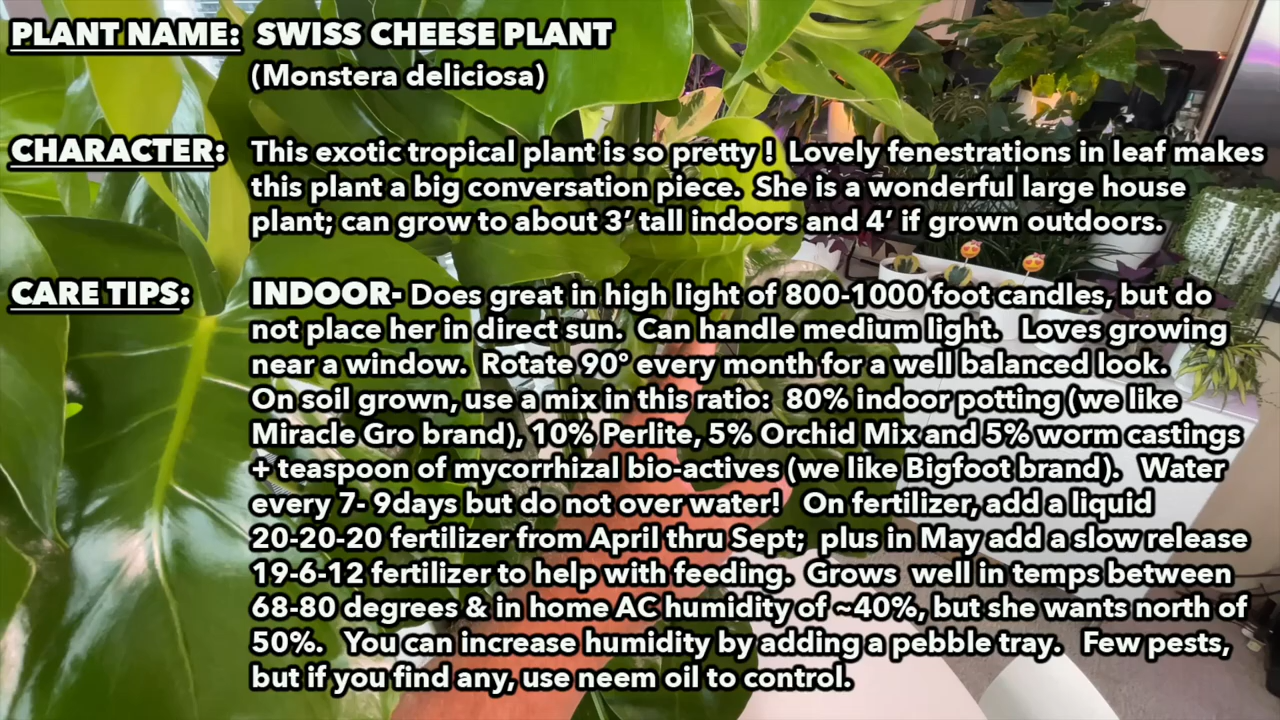 PLANT NAME: SWISS CHEESE PLANT
(Monstera deliciosa)
CHARACTER: This exotic tropical plant is so pretty ! Lovely fenestrations in leaf makes
this plant a big conversation piece. She is a wonderful large house
plant; can grow to about 3’ tall indoors and 4’ if grown outdoors.
CARE TIPS: INDOOR- Does great in high light of 800-1000 foot candles, but do
not place her in direct sun. Can handle medium light. Loves growing
near a window. Rotate 90° every month for a well balanced look.
On soil grown, use a mix in this ratio: 80% indoor potting (we like
Miracle Gro brand), 10% Perlite, 5% Orchid Mix and 5% worm castings
+ teaspoon of mycorrhizal bio-actives (we like Bigfoot brand). Water
every 7- 9days but do not over water! On fertilizer, add a liquid
20-20-20 fertilizer from April thru Sept; plus in May add a slow release
19-6-12 fertilizer to help with feeding. Grows well in temps between
68-80 degrees & in home AC humidity of ~40%, but she wants north of
50%. You can increase humidity by adding a pebble tray. Few pests,
but if you find any, use neem oil to control.